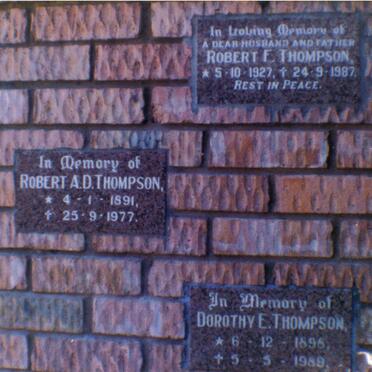 In Loving Memory of
A DEAR HUSBAND AND FATHER
ROBERT F. THOMPSON,
★ 5-10-1927, ✝ 24-9-1987.
REST IN PEACE.
In Memory of
ROBERT A.D. THOMPSON,
★ 4-1-1891,
✝ 25-9-1977.
In Memory of
DOROTHY E. THOMPSON,
★ 6-12-1898,
✝ 5-5-1989.